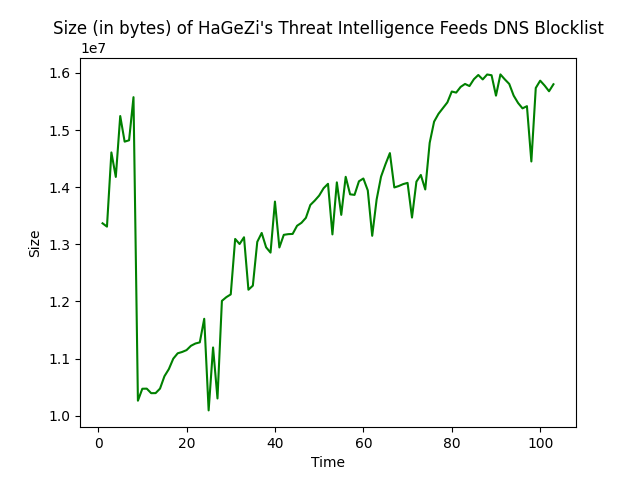 Size (in bytes) of HaGeZi's Threat Intelligence Feeds DNS Blocklist
1e7
1.6
1.5
1.4
1.3
1.2
1.1
1.0
Size
0 20 40 60 80 100
Time